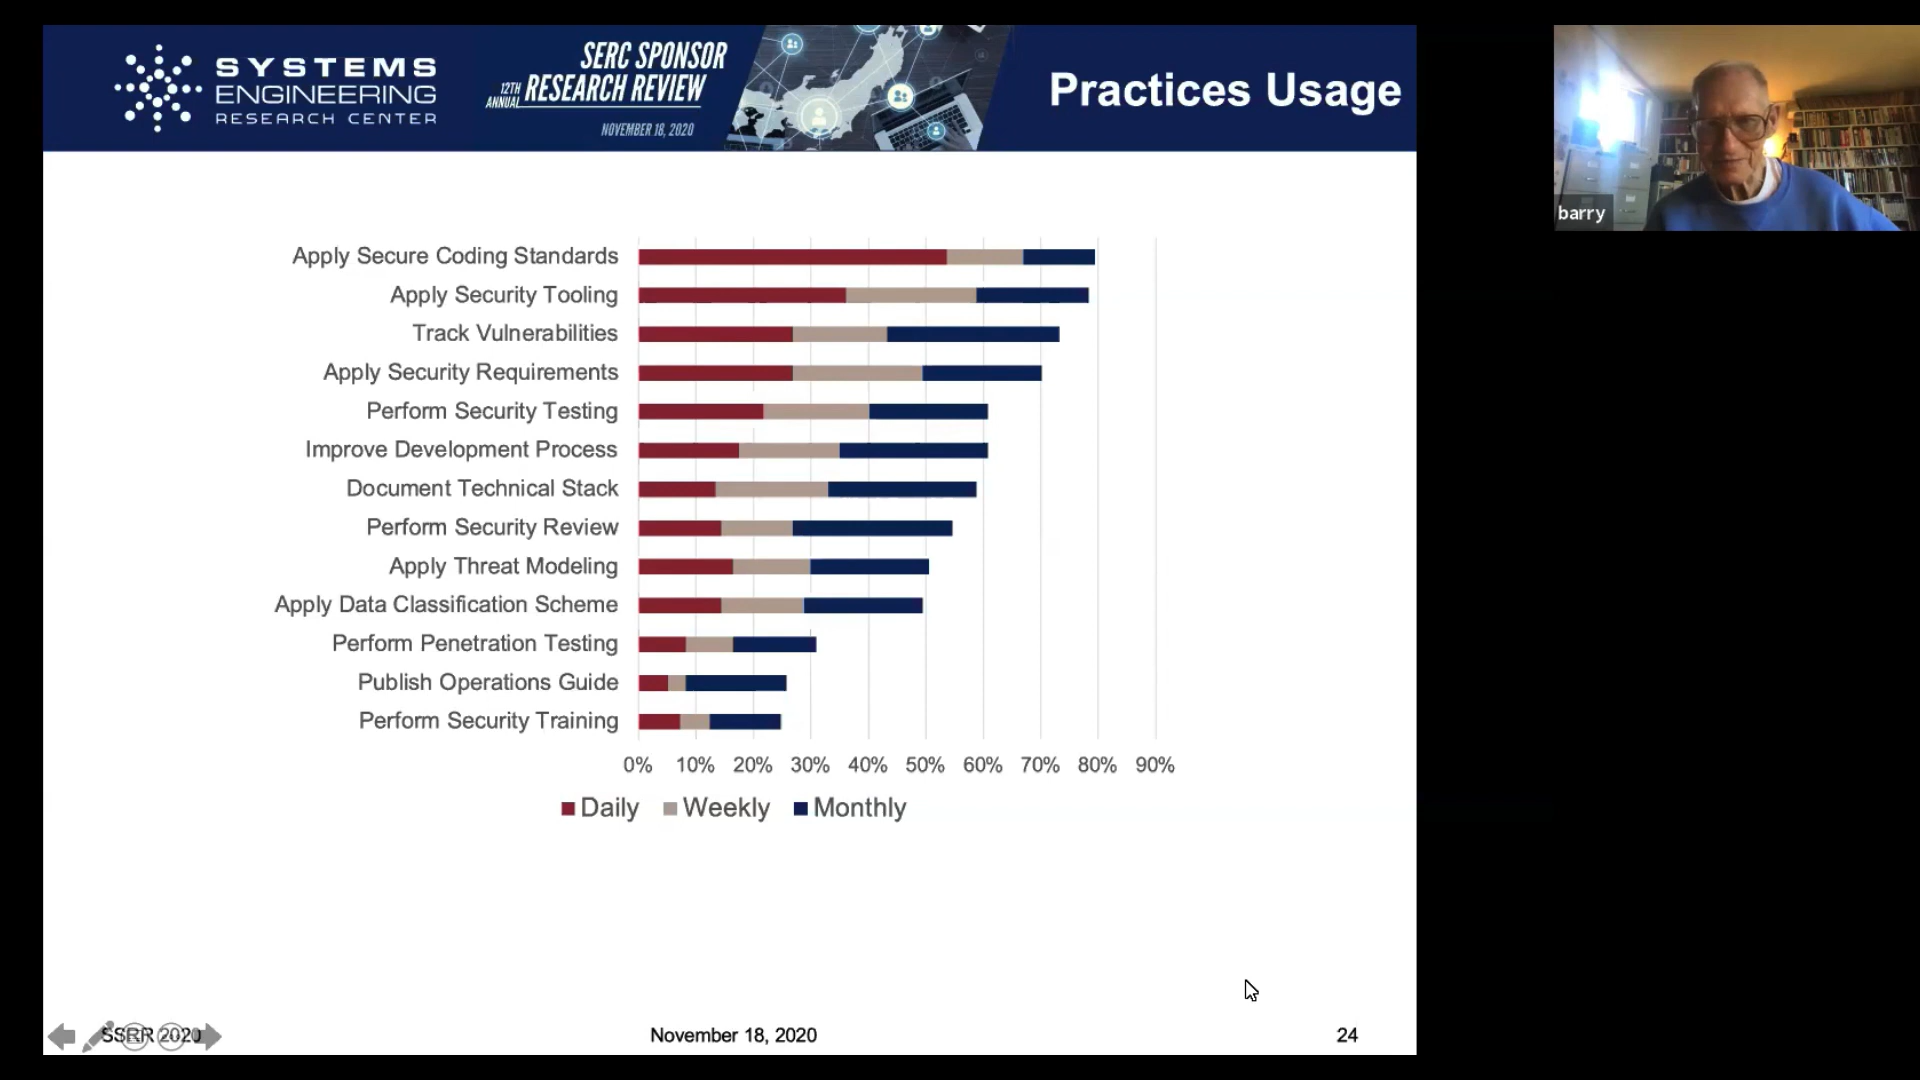 SYSTEMS
ENGINEERING
RESEARCH CENTER
SERC SPONSOR
12TH ANNUAL RESEARCH REVIEW
NOVEMBER 18, 2020
Practices Usage
barry
Apply Secure Coding Standards
Apply Security Tooling
Track Vulnerabilities
Apply Security Requirements
Perform Security Testing
Improve Development Process
Document Technical Stack
Perform Security Review
Apply Threat Modeling
Apply Data Classification Scheme
Perform Penetration Testing
Publish Operations Guide
Perform Security Training
0% 10% 20% 30% 40% 50% 60% 70% 80% 90%
Daily Weekly Monthly
SSRR 2020 November 18, 2020 24